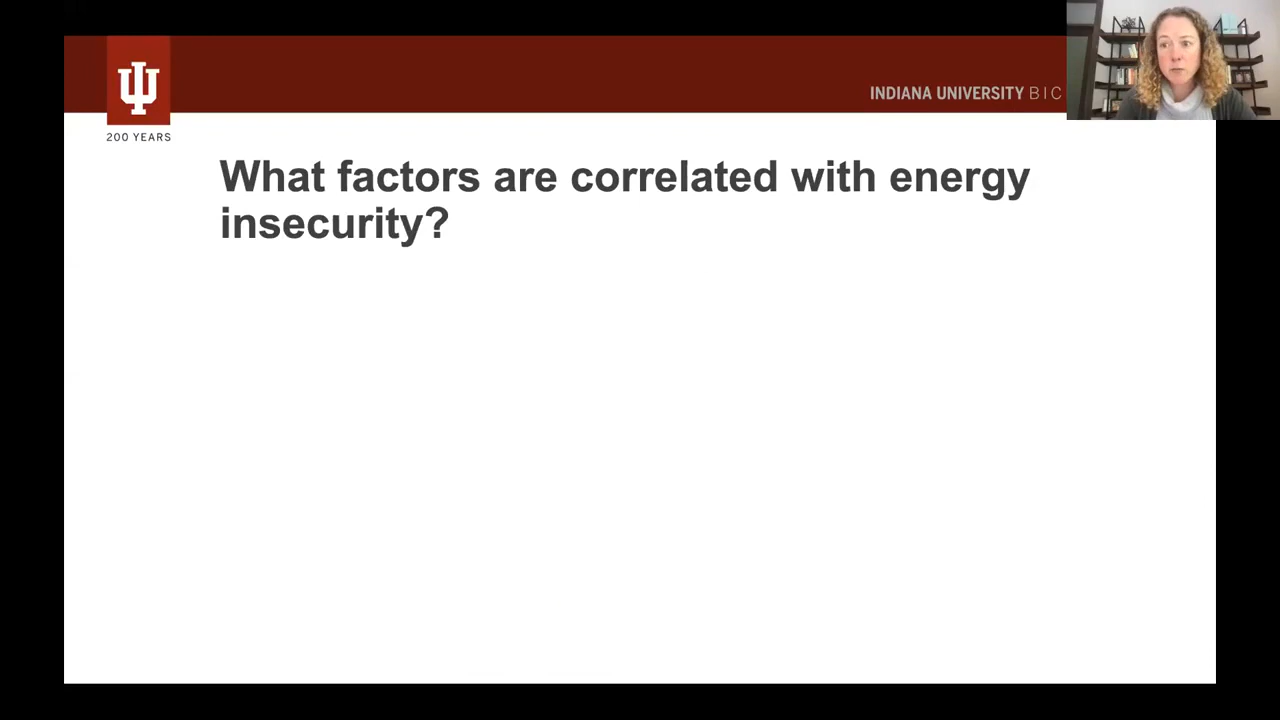 INDIANA UNIVERSITY BIC
200 YEARS
What factors are correlated with energy
insecurity?